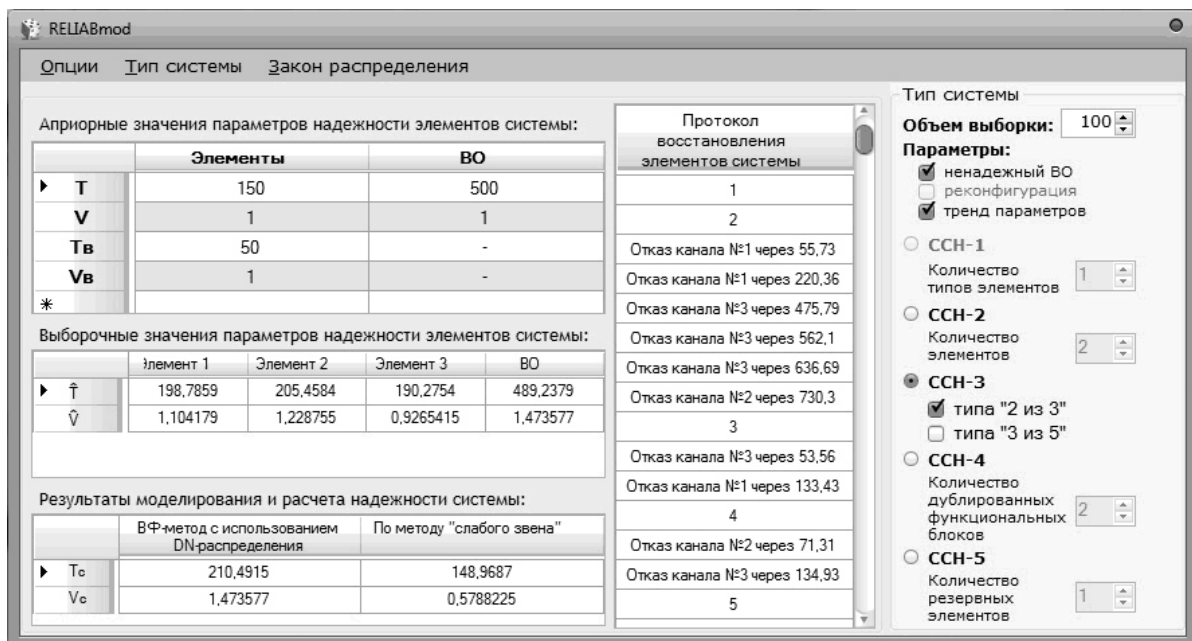 RELIABmod
Опции Тип системы Закон распределения
Априорные значения параметров надежности элементов системы:
Элементы ВО
T 150 500
V 1 1
Tв 50 -
Vв 1 -
*
Выборочные значения параметров надежности элементов системы:
Элемент 1 Элемент 2 Элемент 3 ВО
T̂ 198,7859 205,4584 190,2754 489,2379
V̂ 1,104179 1,228755 0,9265415 1,473577
Результаты моделирования и расчета надежности системы:
ВФ-метод с использованием DN-распределения По методу "слабого звена"
Tс 210,4915 148,9687
Vс 1,473577 0,5788225
Протокол
восстановления
элементов системы
1
2
Отказ канала №1 через 55,73
Отказ канала №1 через 220,36
Отказ канала №3 через 475,79
Отказ канала №3 через 562,1
Отказ канала №3 через 636,69
Отказ канала №2 через 730,3
3
Отказ канала №3 через 53,56
Отказ канала №1 через 133,43
4
Отказ канала №2 через 71,31
Отказ канала №3 через 134,93
5
Тип системы
Объем выборки: 100
Параметры:
ненадежный ВО
реконфигурация
тренд параметров
ССН-1
Количество
типов элементов 1
ССН-2
Количество
элементов 2
ССН-3
типа "2 из 3"
типа "3 из 5"
ССН-4
Количество
дублированных
функциональных 2
блоков
ССН-5
Количество
резервных 1
элементов